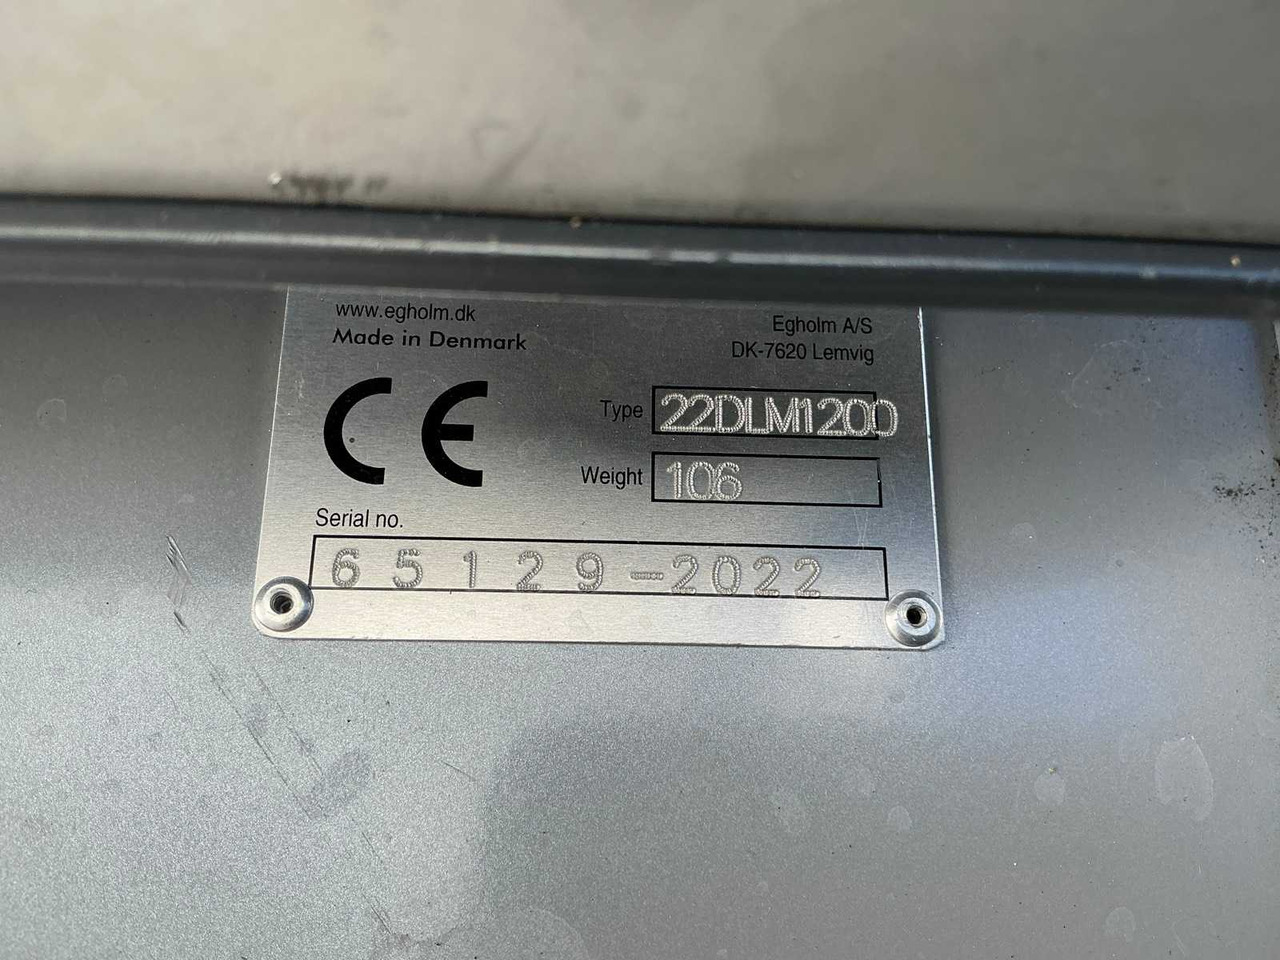 www.egholm.dk
Made in Denmark
Egholm A/S
DK-7620 Lemvig
CE
Type 22DLM1200
Weight 106
Serial no.
65129-2022